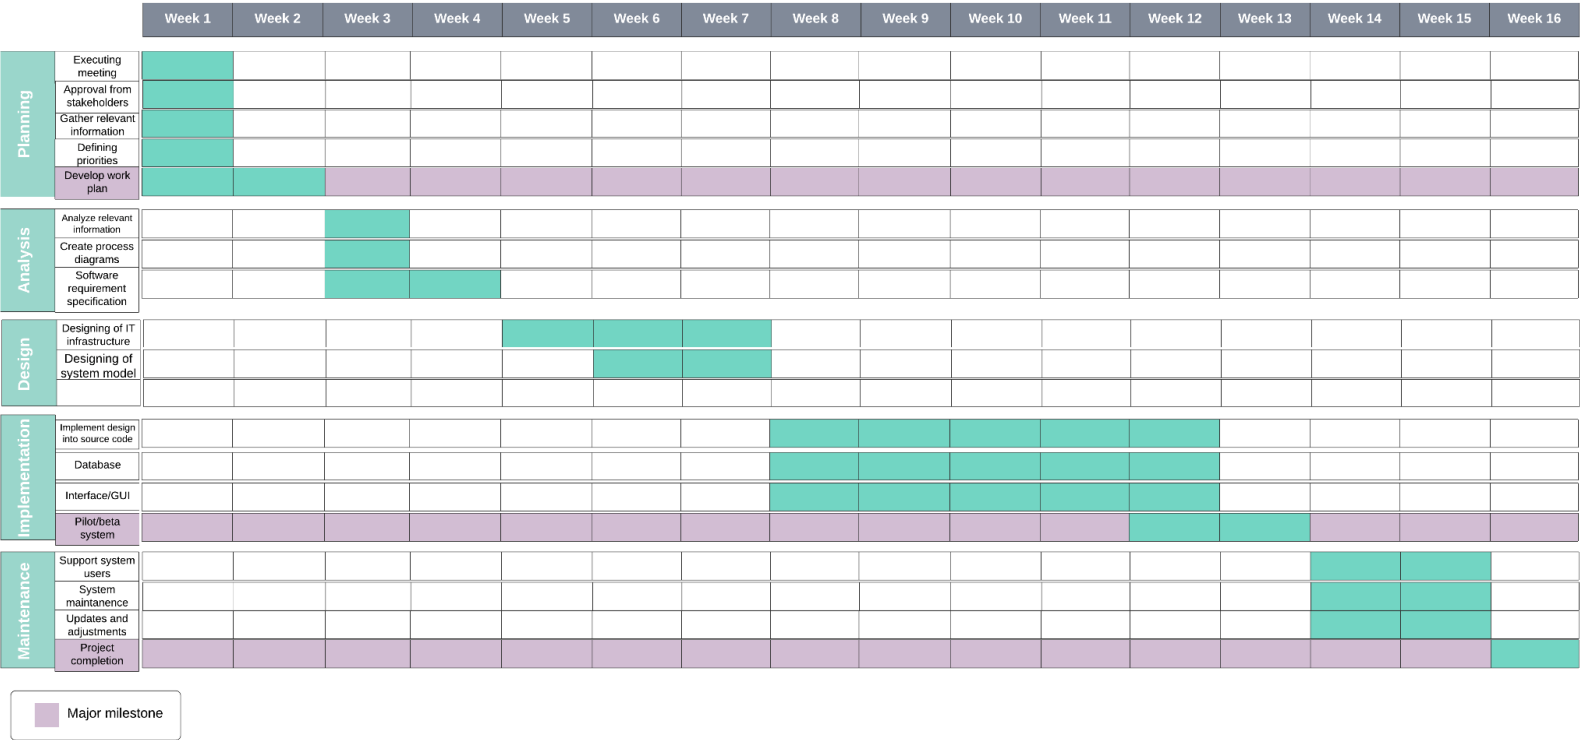 Week 1 Week 2 Week 3 Week 4 Week 5 Week 6 Week 7 Week 8 Week 9 Week 10 Week 11 Week 12 Week 13 Week 14 Week 15 Week 16
Planning
Executing
meeting
Approval from
stakeholders
Gather relevant
information
Defining
priorities
Develop work
plan
Analysis
Analyze relevant
information
Create process
diagrams
Software
requirement
specification
Design
Designing of IT
infrastructure
Designing of
system model
Implementation
Implement design
into source code
Database
Interface/GUI
Pilot/beta
system
Maintenance
Support system
users
System
maintanence
Updates and
adjustments
Project
completion
Major milestone